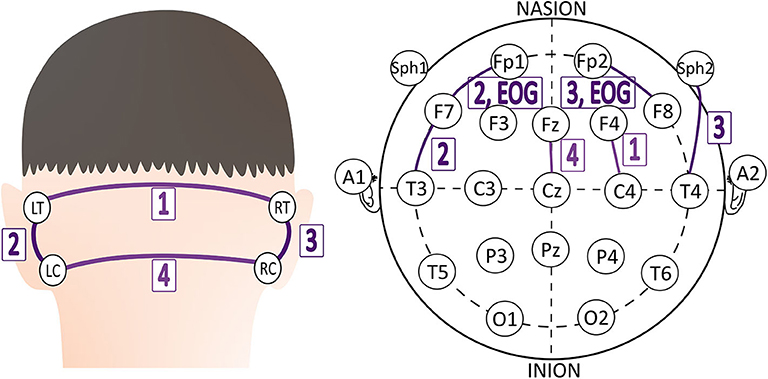 LT
1
RT
2
3
LC
4
RC
NASION
Sph1
Fp1
Fp2
Sph2
2, EOG
3, EOG
F7
F3
Fz
F4
F8
2
4
1
3
A1
T3
C3
Cz
C4
T4
A2
T5
P3
Pz
P4
T6
O1
O2
INION